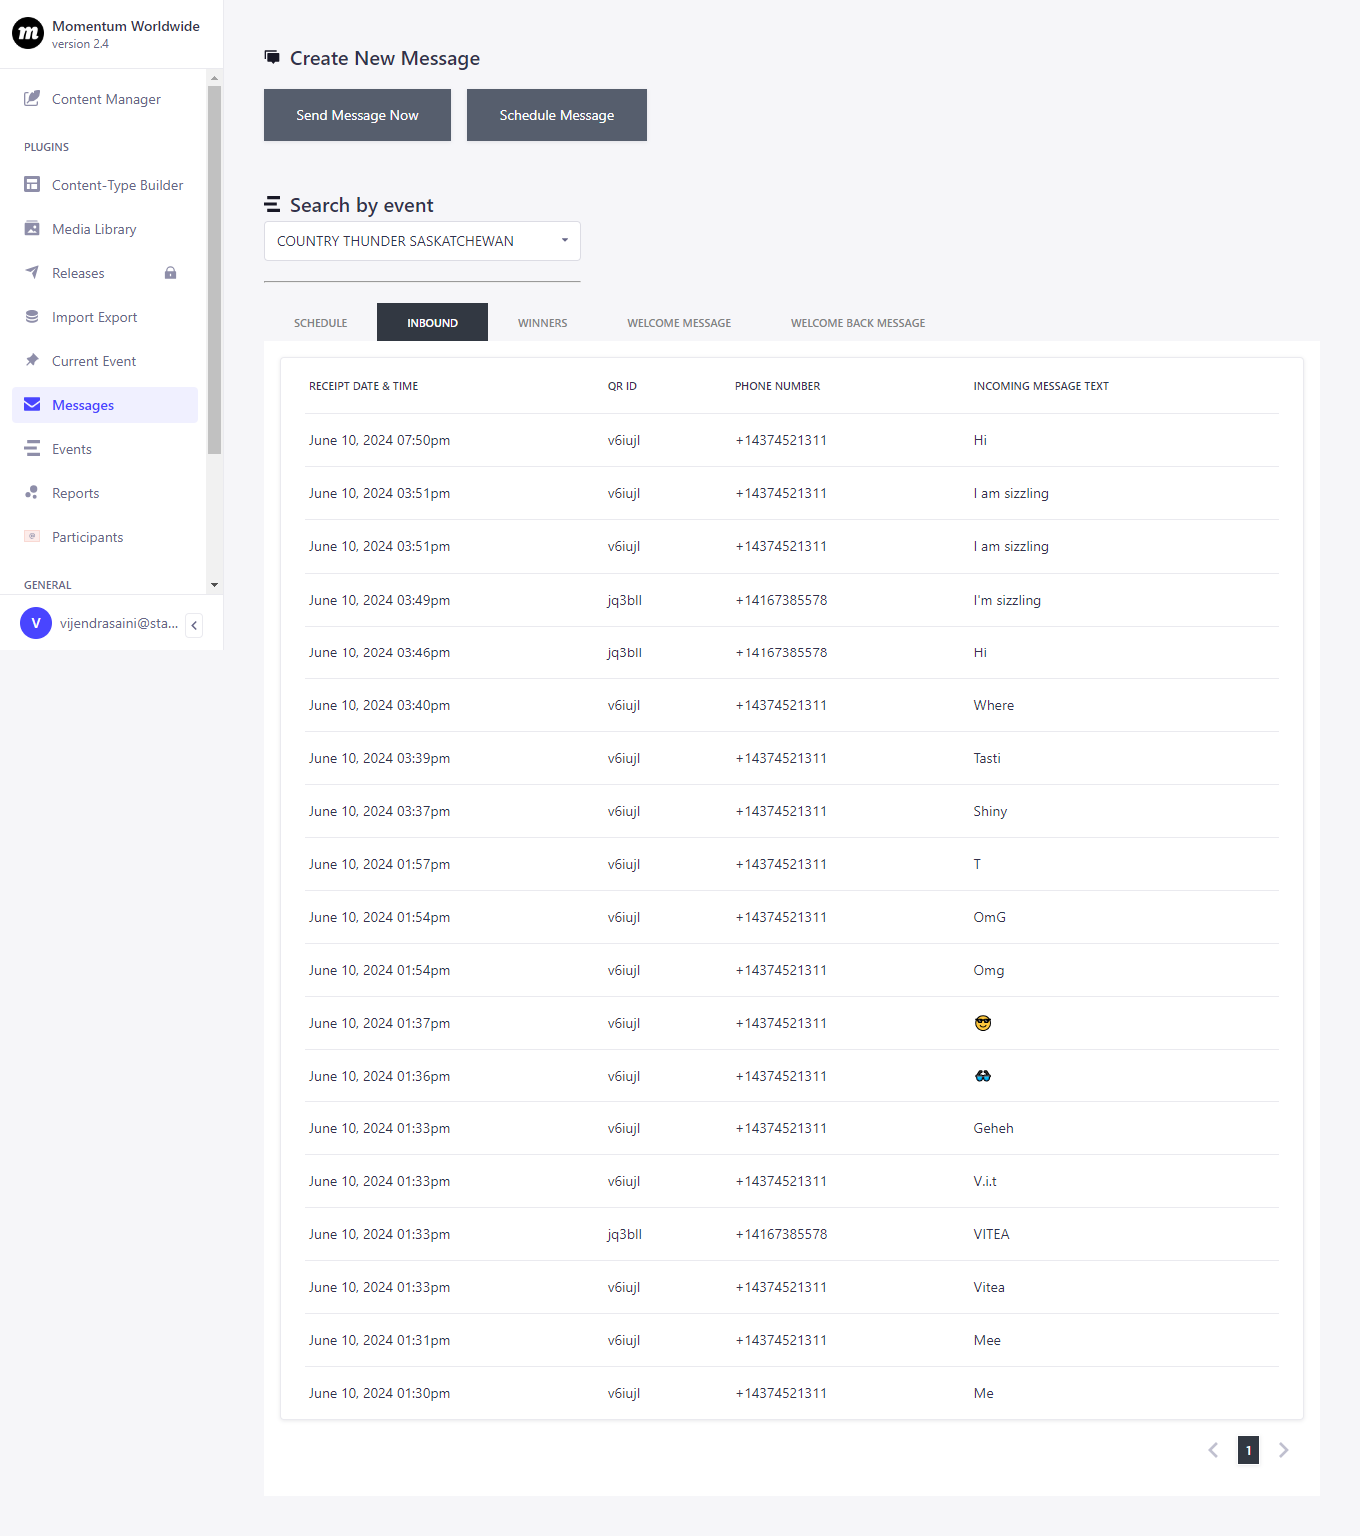 Momentum Worldwide
version 2.4
Content Manager
PLUGINS
Content-Type Builder
Media Library
Releases
Import Export
Current Event
Messages
Events
Reports
Participants
GENERAL
V vijendrasaini@sta...
Create New Message
Send Message Now Schedule Message
Search by event
COUNTRY THUNDER SASKATCHEWAN
SCHEDULE INBOUND WINNERS WELCOME MESSAGE WELCOME BACK MESSAGE
RECEIPT DATE & TIME QR ID PHONE NUMBER INCOMING MESSAGE TEXT
June 10, 2024 07:50pm v6iujl +14374521311 Hi
June 10, 2024 03:51pm v6iujl +14374521311 I am sizzling
June 10, 2024 03:51pm v6iujl +14374521311 I am sizzling
June 10, 2024 03:49pm jq3bll +14167385578 I'm sizzling
June 10, 2024 03:46pm jq3bll +14167385578 Hi
June 10, 2024 03:40pm v6iujl +14374521311 Where
June 10, 2024 03:39pm v6iujl +14374521311 Tasti
June 10, 2024 03:37pm v6iujl +14374521311 Shiny
June 10, 2024 01:57pm v6iujl +14374521311 T
June 10, 2024 01:54pm v6iujl +14374521311 OmG
June 10, 2024 01:54pm v6iujl +14374521311 Omg
June 10, 2024 01:37pm v6iujl +14374521311 😎
June 10, 2024 01:36pm v6iujl +14374521311 🕶️
June 10, 2024 01:33pm v6iujl +14374521311 Geheh
June 10, 2024 01:33pm v6iujl +14374521311 V.i.t
June 10, 2024 01:33pm jq3bll +14167385578 VITEA
June 10, 2024 01:33pm v6iujl +14374521311 Vitea
June 10, 2024 01:31pm v6iujl +14374521311 Mee
June 10, 2024 01:30pm v6iujl +14374521311 Me
1